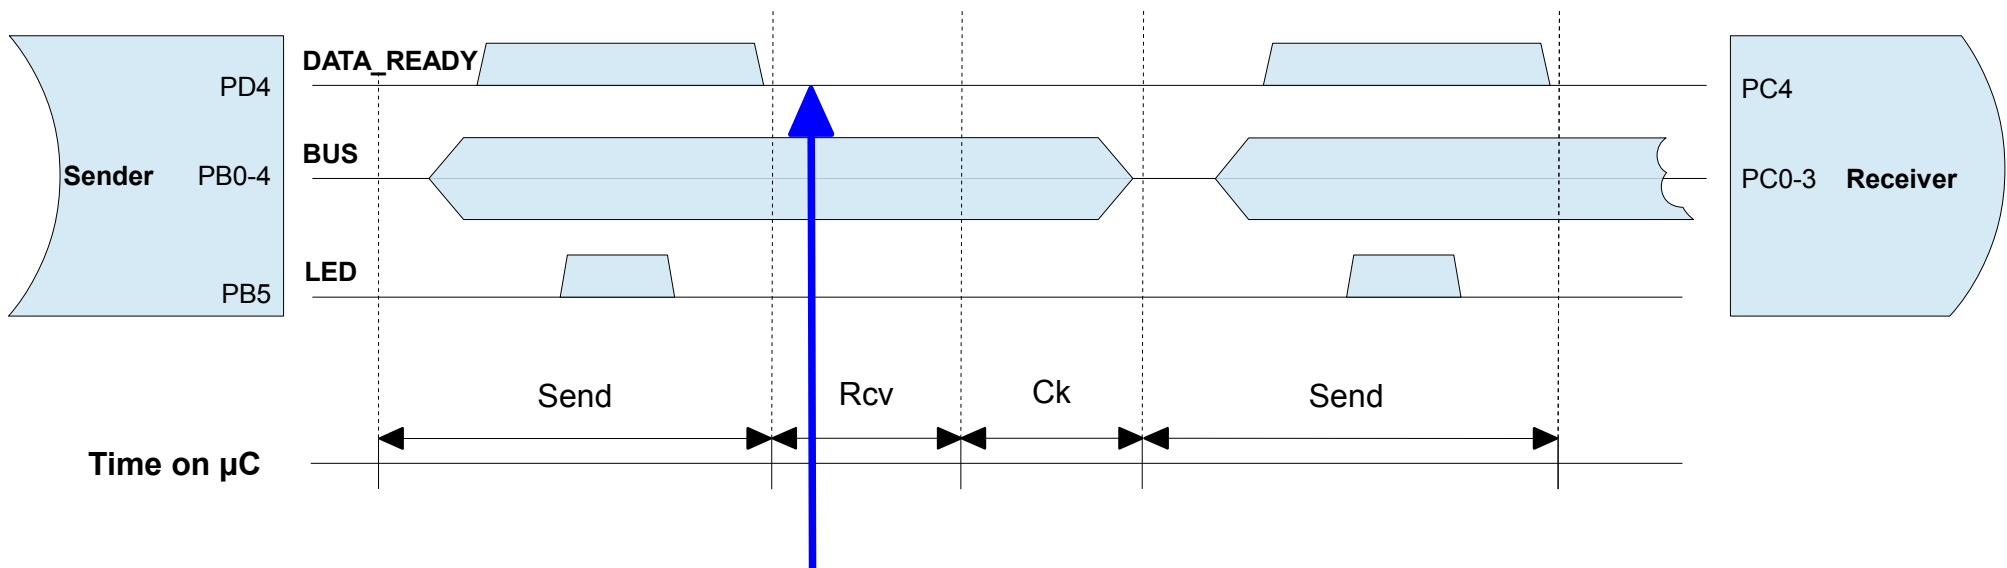 DATA_READY
PD4
PC4
BUS
Sender PB0-4
PC0-3 Receiver
LED
PB5
Send Rcv Ck Send
Time on µC